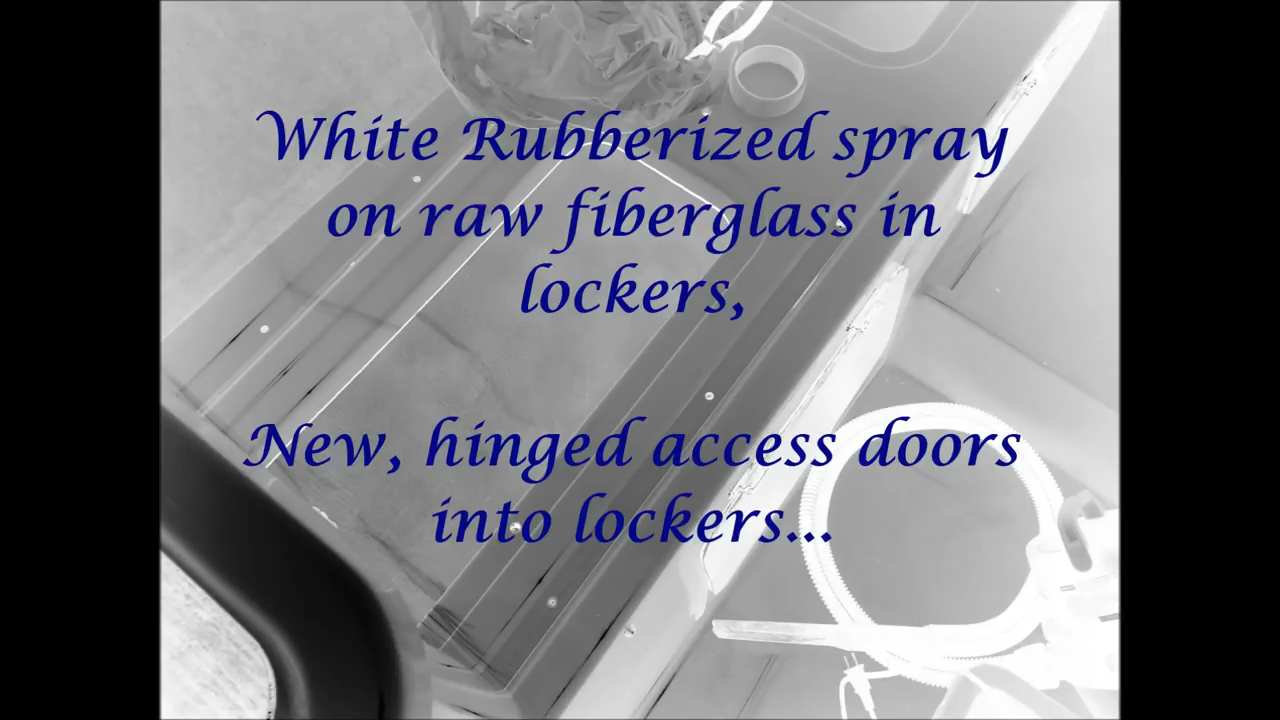 White Rubberized spray
on raw fiberglass in
lockers,
New, hinged access doors
into lockers...